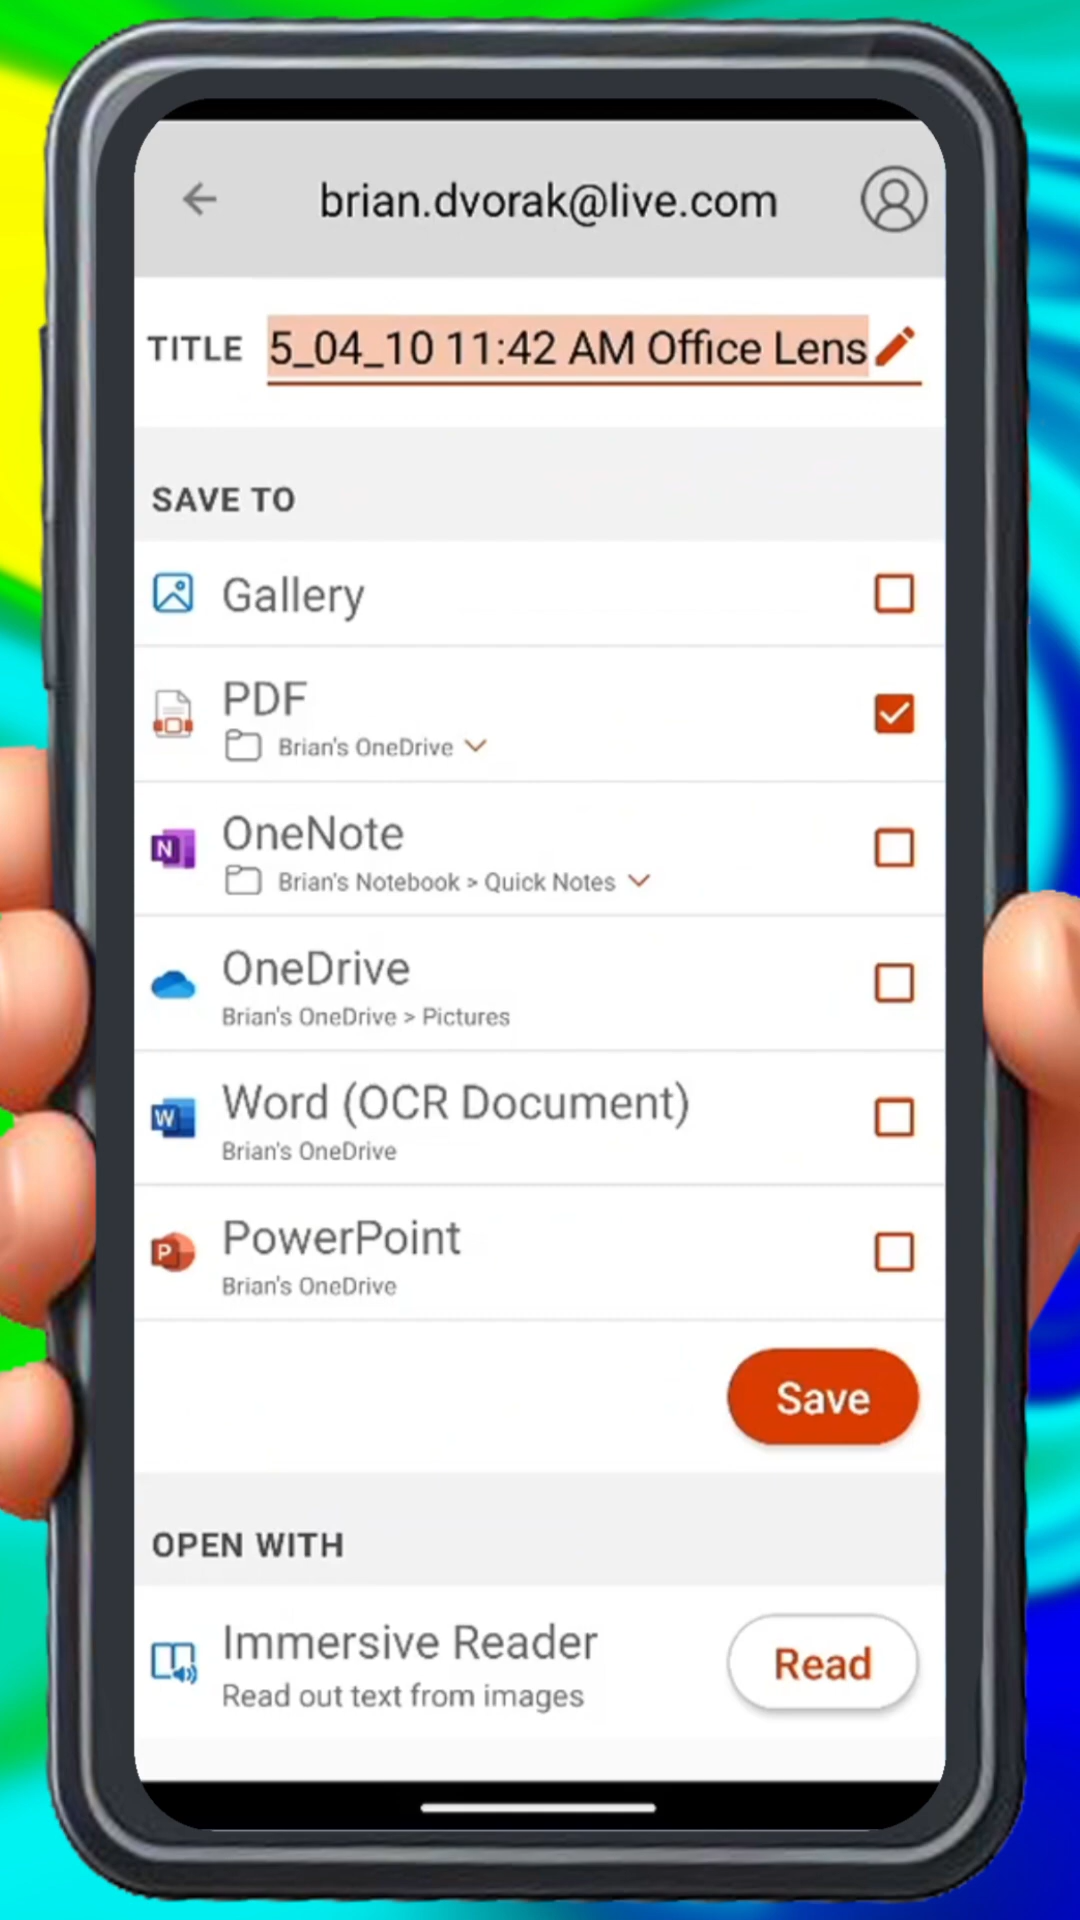 brian.dvorak@live.com
TITLE 5_04_10 11:42 AM Office Lens
SAVE TO
Gallery
PDF
Brian's OneDrive
N
OneNote
Brian's Notebook > Quick Notes
OneDrive
Brian's OneDrive > Pictures
W
Word (OCR Document)
Brian's OneDrive
P
PowerPoint
Brian's OneDrive
Save
OPEN WITH
Immersive Reader
Read out text from images
Read